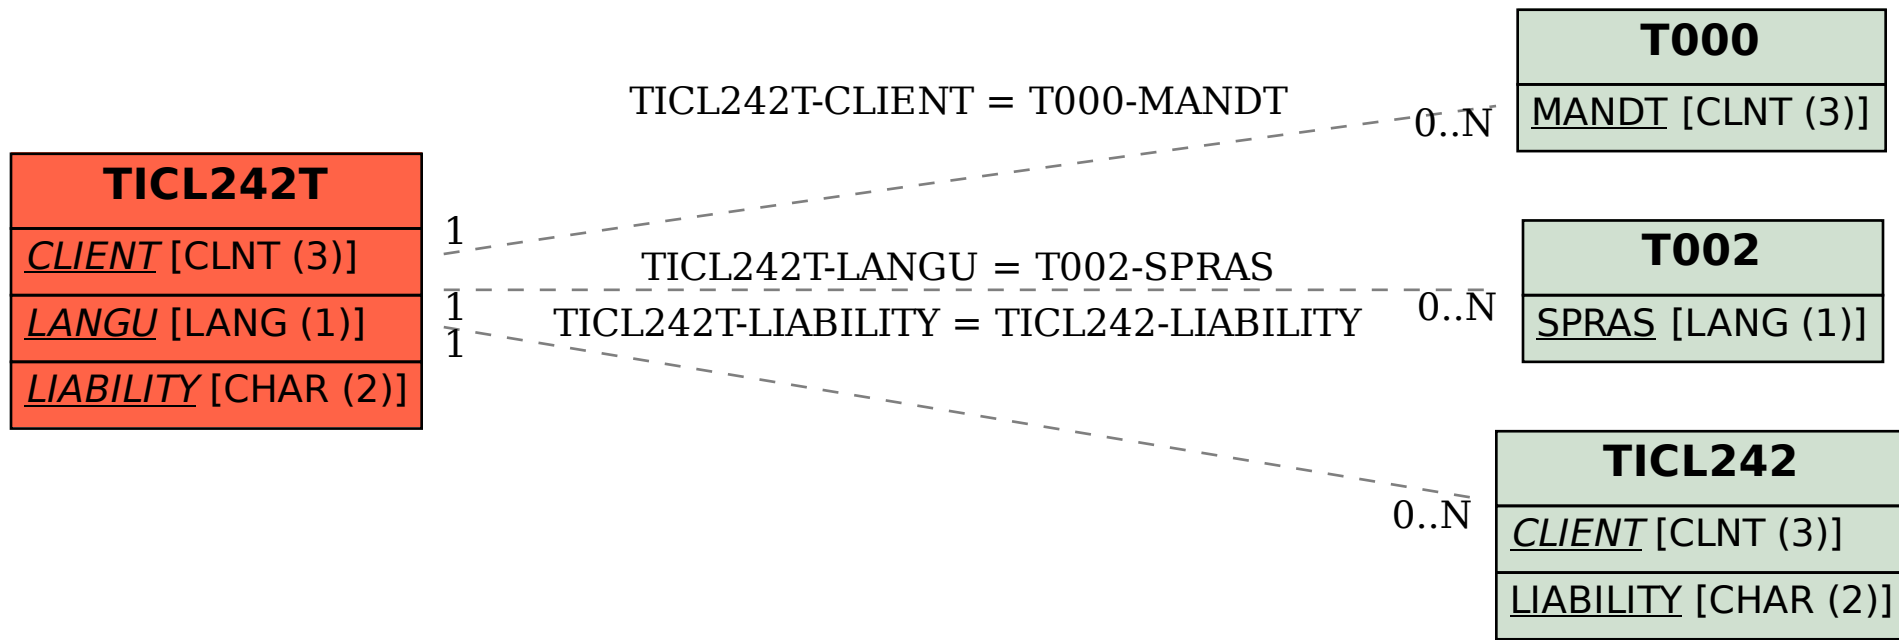 TICL242T
CLIENT [CLNT (3)]
LANGU [LANG (1)]
LIABILITY [CHAR (2)]
TICL242T-CLIENT = T000-MANDT
1
0..N
TICL242T-LANGU = T002-SPRAS
1
0..N
TICL242T-LIABILITY = TICL242-LIABILITY
1
0..N
T000
MANDT [CLNT (3)]
T002
SPRAS [LANG (1)]
TICL242
CLIENT [CLNT (3)]
LIABILITY [CHAR (2)]